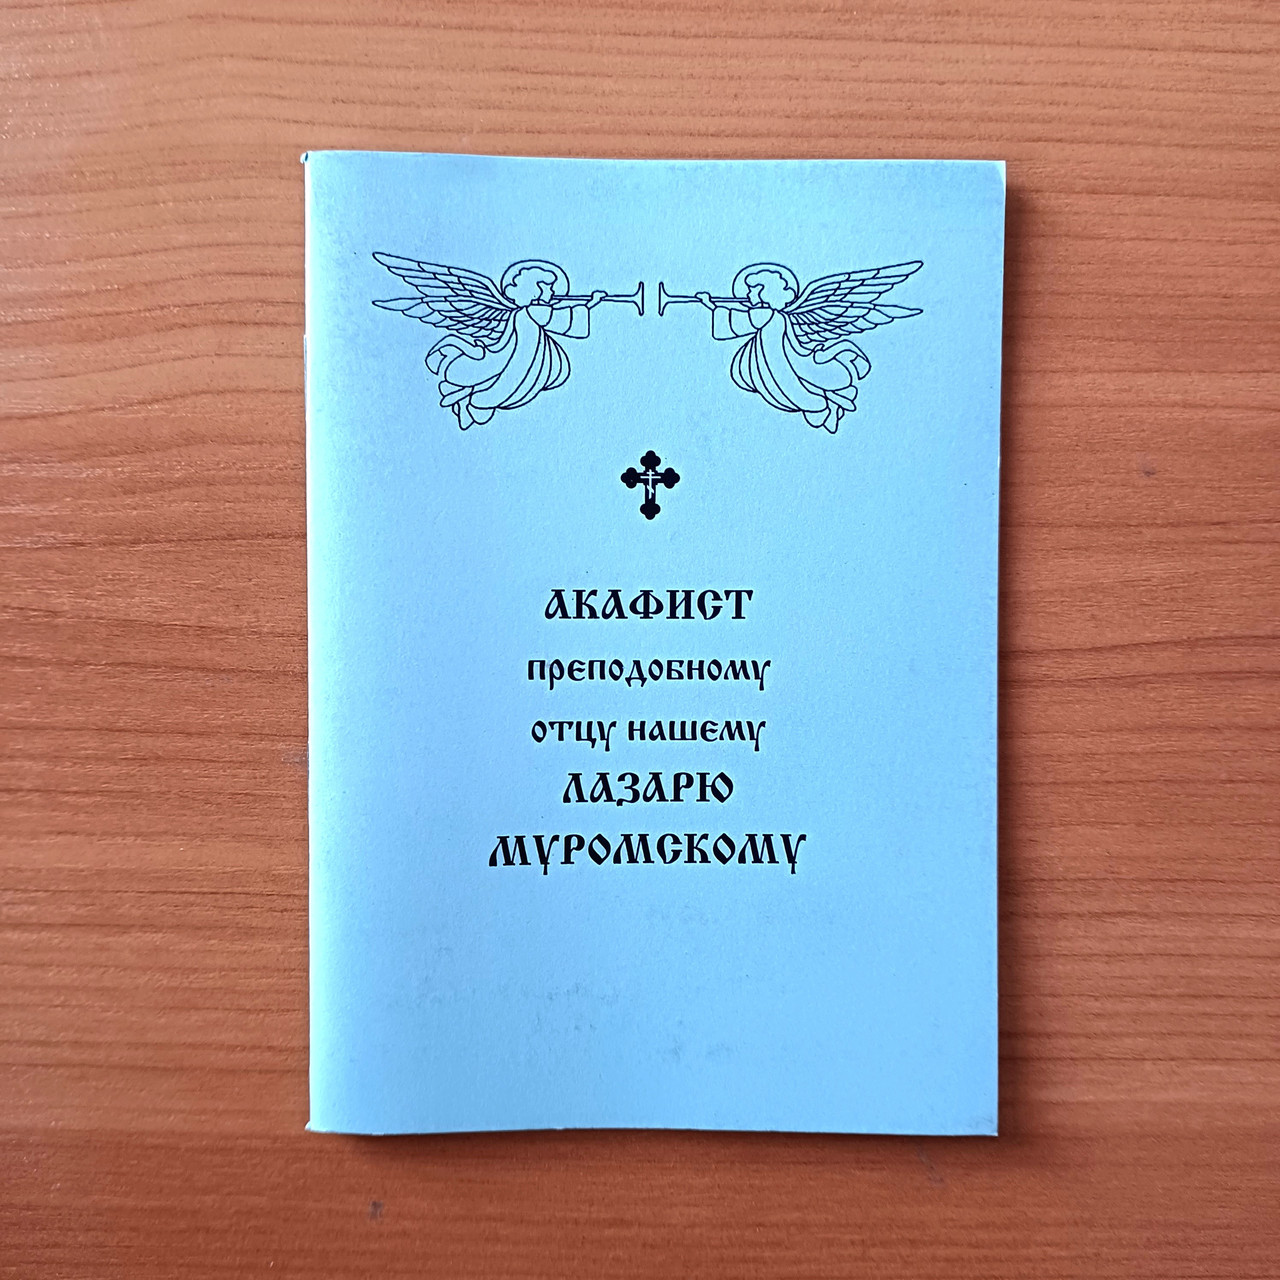 АКАФИСТ
преподобному
отцу нашему
ЛАЗАРЮ
МУРОМСКОМУ